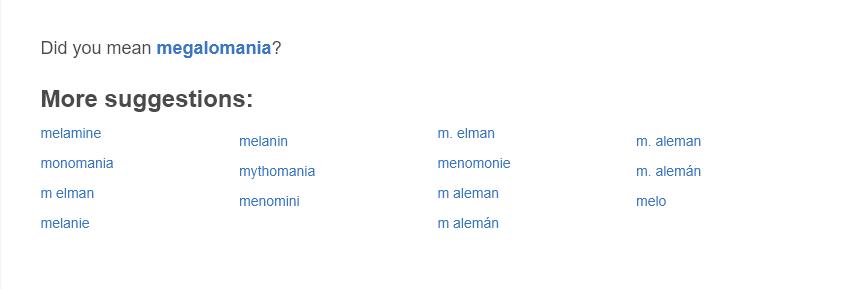 Did you mean megalomania?
More suggestions:
melamine
monomania
m elman
melanie
melanin
mythomania
menomini
m. elman
menomonie
m aleman
m alemán
m. aleman
m. alemán
melo